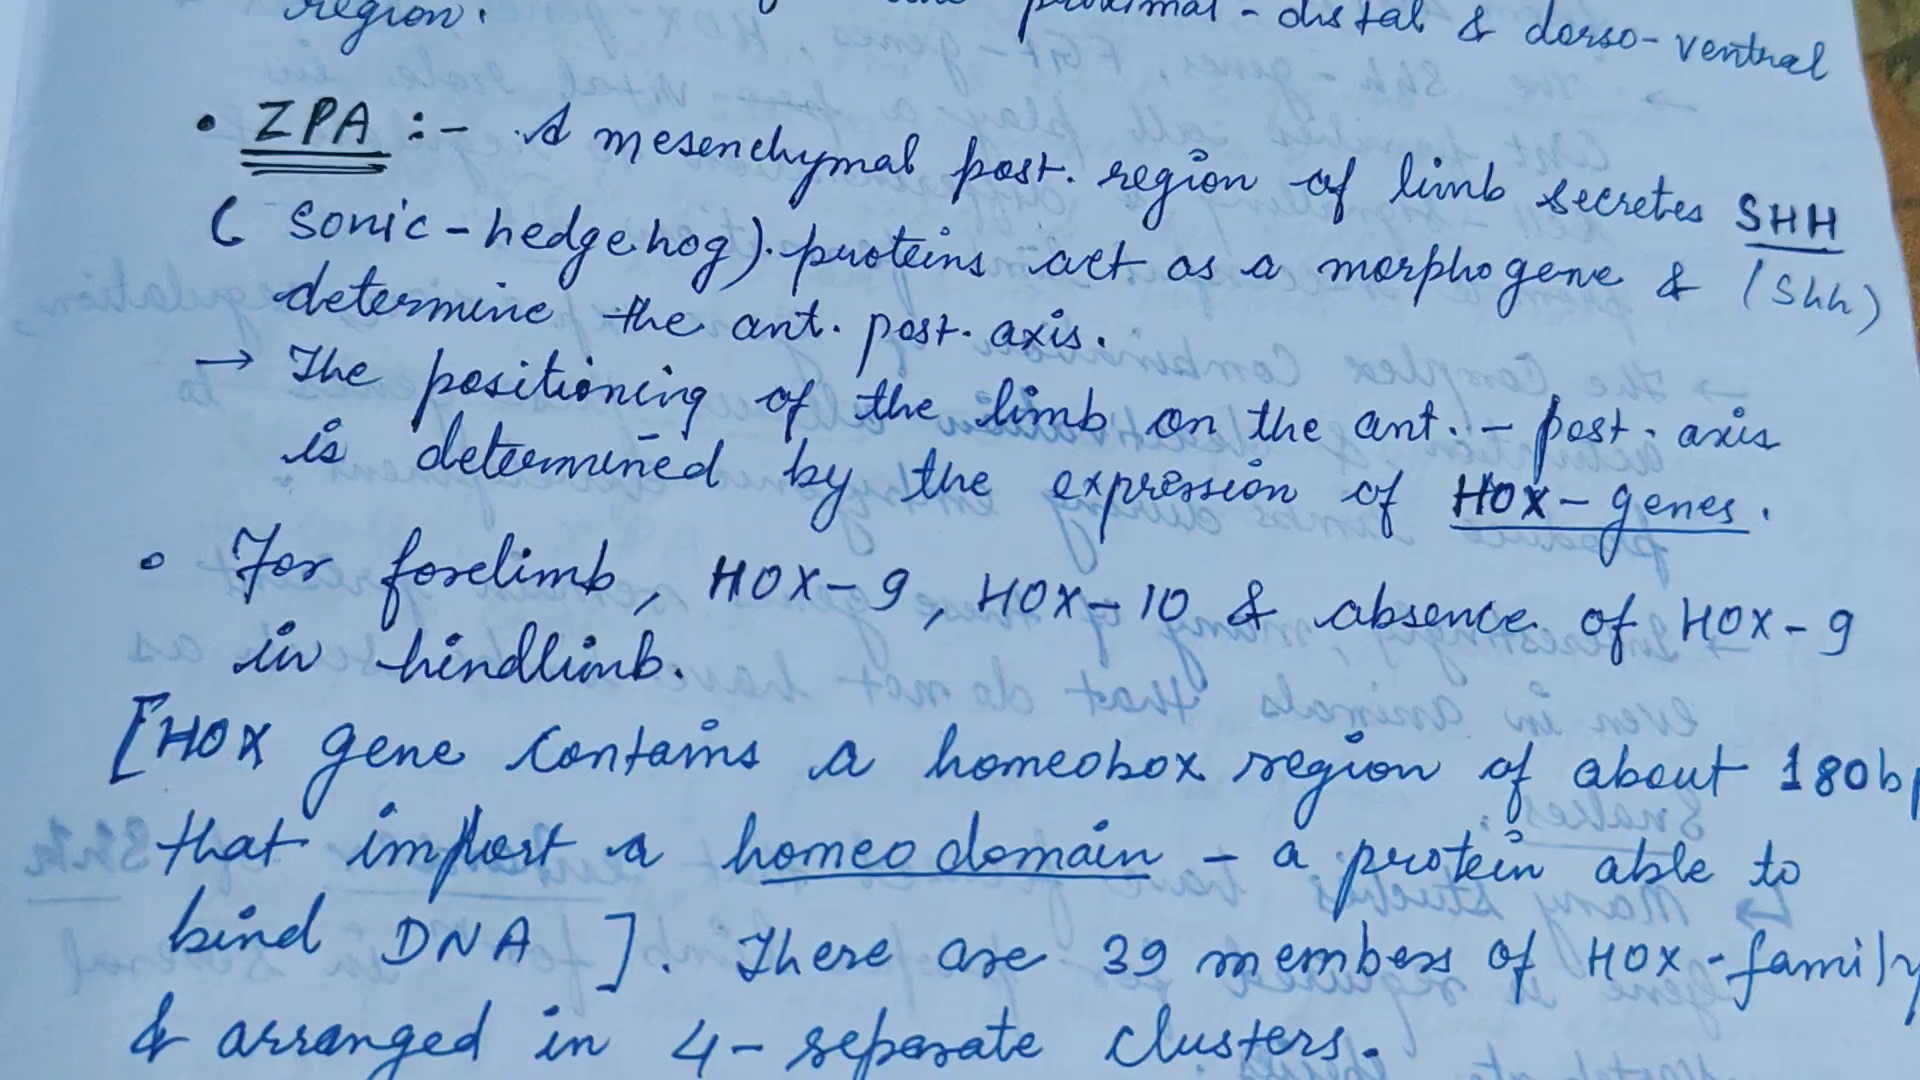 proximal - distal & dorso-ventral
region.
• ZPA :- A mesenchymal post. region of limb secretes SHH
( sonic-hedgehog). proteins act as a morphogene & (Shh)
determine the ant. post. axis.
→ The positioning of the limb on the ant. - post. axis
is determined by the expression of HOX-genes.
• For forelimb, HOX-9, HOX-10 & absence of HOX-9
in hindlimb.
[HOX gene contains a homeobox region of about 180bp
that import a homeodomain - a protein able to
bind DNA ]. There are 39 members of HOX-family
& arranged in 4- separate clusters.